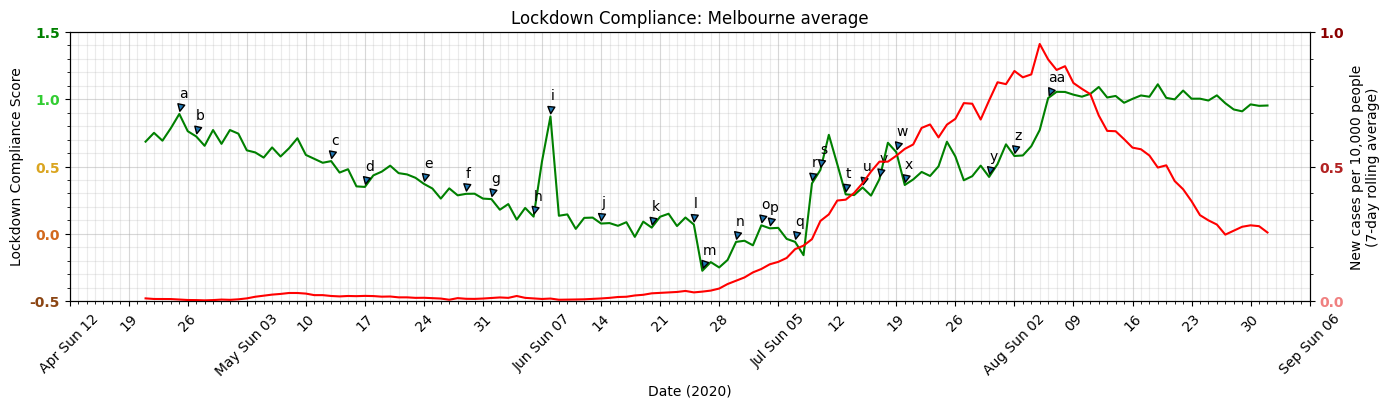 Lockdown Compliance: Melbourne average
Lockdown Compliance Score
1.5
1.0
0.5
0.0
-0.5
a
b
c
d
e
f
g
h
i
j
k
l
m
n
o
p
q
r
s
t
u
v
w
x
y
z
aa
1.0
0.5
0.0
New cases per 10,000 people
(7-day rolling average)
Apr Sun 12
19
26
May Sun 03
10
17
24
31
Jun Sun 07
14
21
28
Jul Sun 05
12
19
26
Aug Sun 02
09
16
23
30
Sep Sun 06
Date (2020)